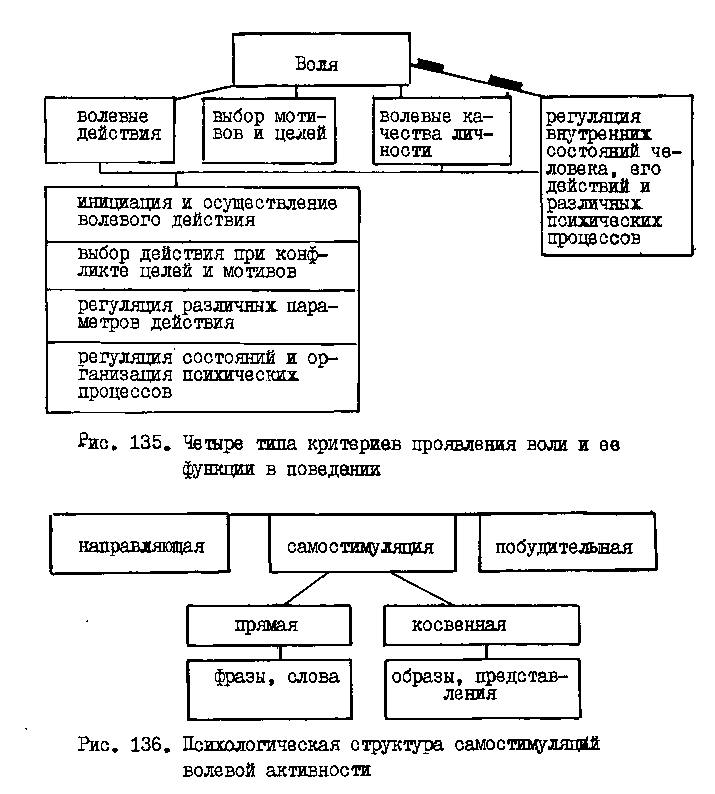 Воля
волевые
действия
выбор моти-
вов и целей
волевые ка-
чества лич-
ности
регуляция
внутренних
состояний че-
ловека, его
действий и
различных
психических
процессов
инициация и осуществление
волевого действия
выбор действия при конф-
ликте целей и мотивов
регуляция различных пара-
метров действия
регуляция состояний и ор-
ганизация психических
процессов
Рис. 135. Четыре типа критериев проявления воли и ее
функции в поведении
направляющая
самостимуляция
побудительная
прямая
косвенная
фразы, слова
образы, представ-
ления
Рис. 136. Психологическая структура самостимуляций
волевой активности